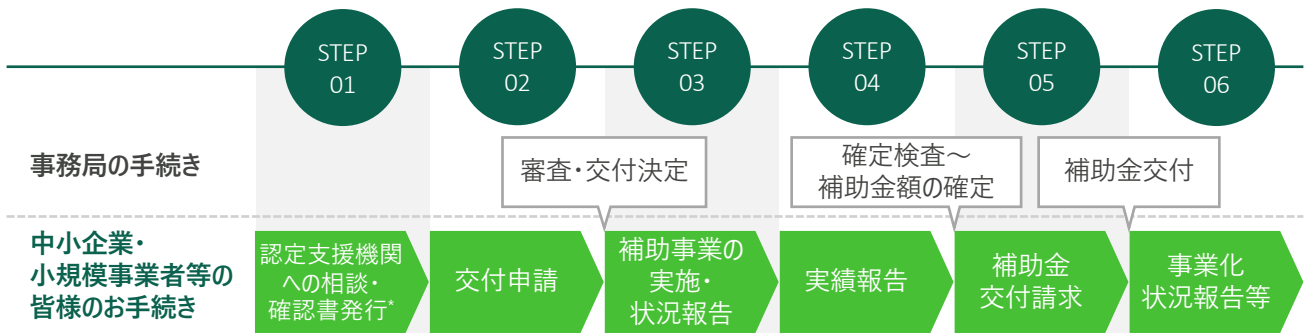 STEP
01
STEP
02
STEP
03
STEP
04
STEP
05
STEP
06
事務局の手続き
審査・交付決定
確定検査～
補助金額の確定
補助金交付
中小企業・
小規模事業者等の
皆様のお手続き
認定支援機関
への相談・
確認書発行*
交付申請
補助事業の
実施・
状況報告
実績報告
補助金
交付請求
事業化
状況報告等